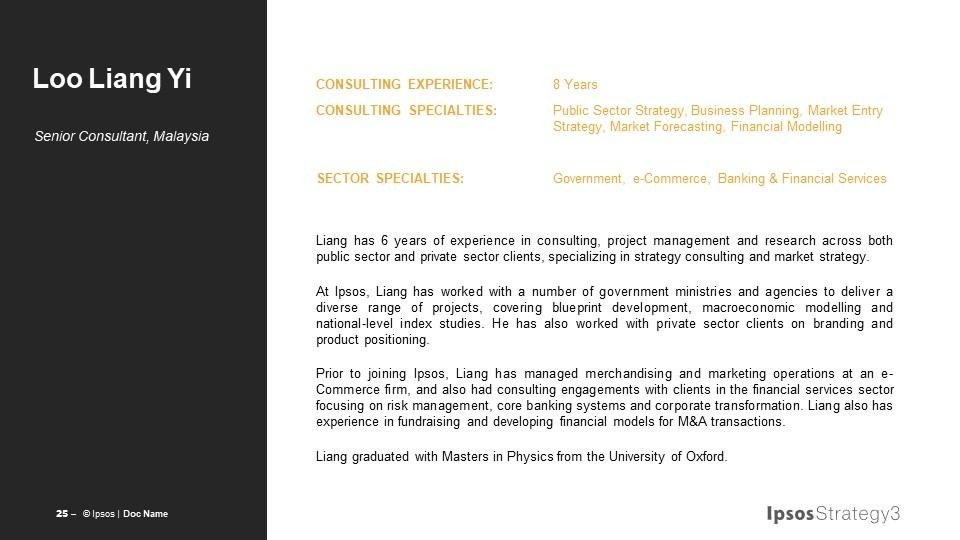 Loo Liang Yi
Senior Consultant, Malaysia
CONSULTING EXPERIENCE: 8 Years
CONSULTING SPECIALTIES: Public Sector Strategy, Business Planning, Market Entry
Strategy, Market Forecasting, Financial Modelling
SECTOR SPECIALTIES: Government, e-Commerce, Banking & Financial Services
Liang has 6 years of experience in consulting, project management and research across both
public sector and private sector clients, specializing in strategy consulting and market strategy.
At Ipsos, Liang has worked with a number of government ministries and agencies to deliver a
diverse range of projects, covering blueprint development, macroeconomic modelling and
national-level index studies. He has also worked with private sector clients on branding and
product positioning.
Prior to joining Ipsos, Liang has managed merchandising and marketing operations at an e-
Commerce firm, and also had consulting engagements with clients in the financial services sector
focusing on risk management, core banking systems and corporate transformation. Liang also has
experience in fundraising and developing financial models for M&A transactions.
Liang graduated with Masters in Physics from the University of Oxford.
25 – © Ipsos | Doc Name
IpsosStrategy3